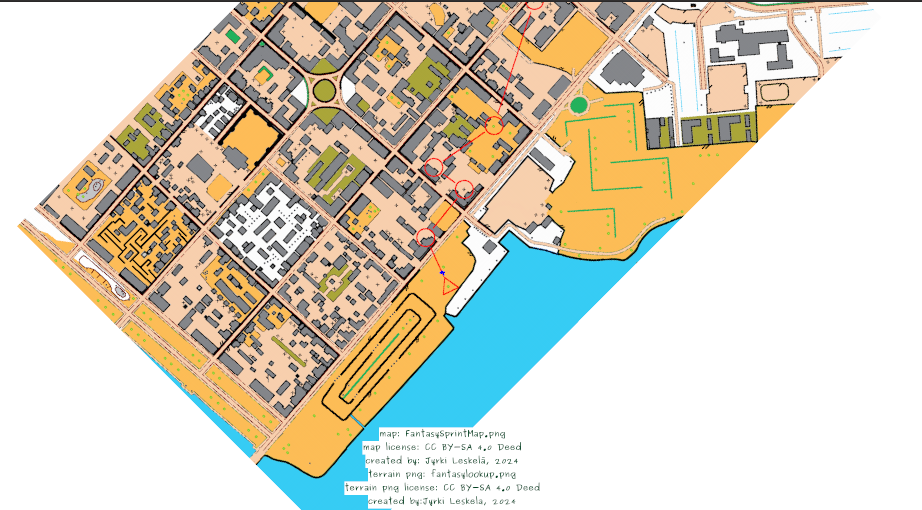 map: FantasySprintMap.png
map license: CC BY-SA 4.0 Deed
created by: Jyrki Leskelä, 2024
terrain png: fantasylookup.png
terrain png license: CC BY-SA 4.0 Deed
created by:Jyrki Leskelä, 2024